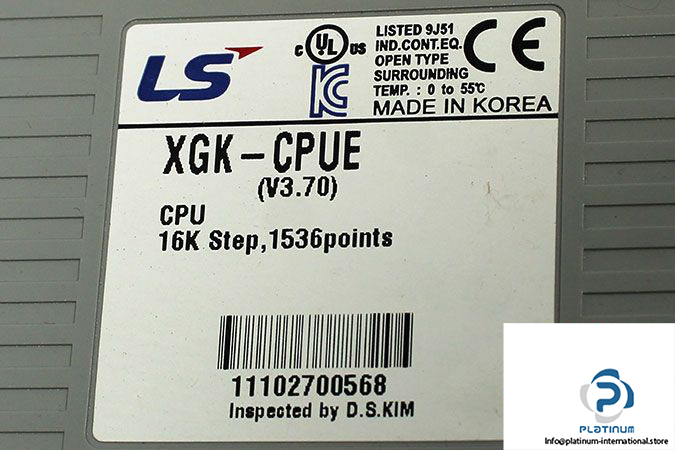 LS
c UL US
LISTED 9J51
IND.CONT.EQ.
OPEN TYPE
SURROUNDING
TEMP. : 0 to 55℃
CE
KC
MADE IN KOREA
XGK-CPUE
(V3.70)
CPU
16K Step,1536points
11102700568
Inspected by D.S.KIM
PLATINUM
Info@platinum-international.store